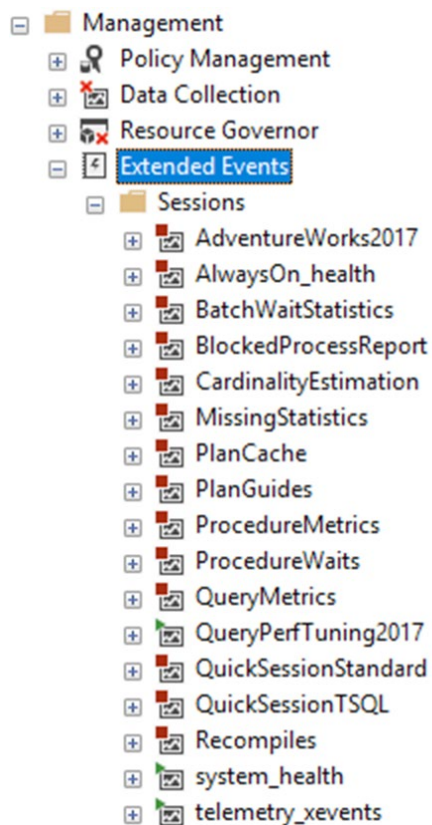 Management
Policy Management
Data Collection
Resource Governor
Extended Events
Sessions
AdventureWorks2017
AlwaysOn_health
BatchWaitStatistics
BlockedProcessReport
CardinalityEstimation
MissingStatistics
PlanCache
PlanGuides
ProcedureMetrics
ProcedureWaits
QueryMetrics
QueryPerfTuning2017
QuickSessionStandard
QuickSessionTSQL
Recompiles
system_health
telemetry_xevents